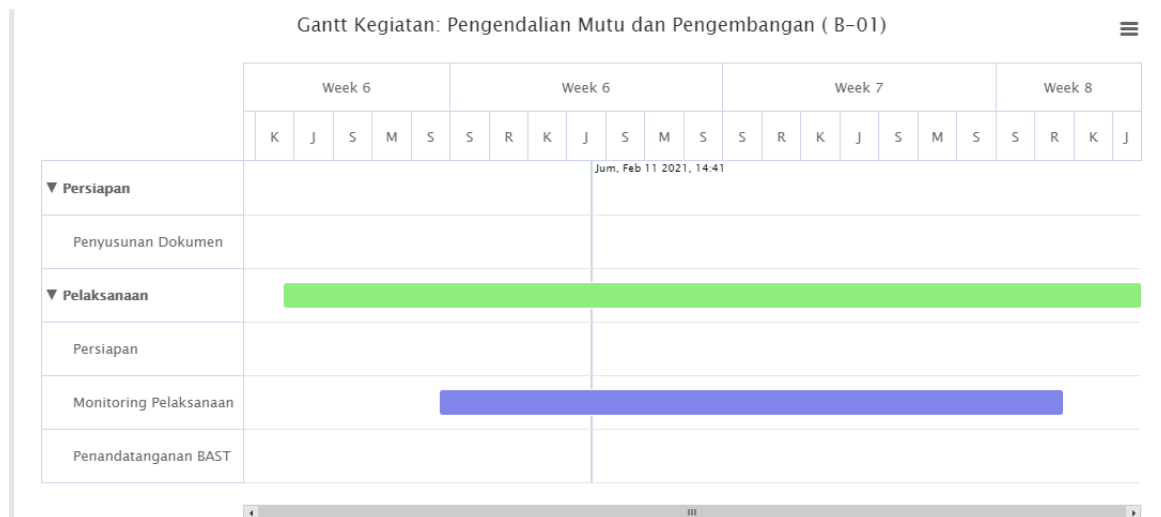 Gantt Kegiatan: Pengendalian Mutu dan Pengembangan ( B-01)
Week 6 Week 6 Week 7 Week 8
K J S M S S R K J S M S S R K J S M S S R K J
Jum, Feb 11 2021, 14:41
▼ Persiapan
Penyusunan Dokumen
▼ Pelaksanaan
Persiapan
Monitoring Pelaksanaan
Penandatanganan BAST